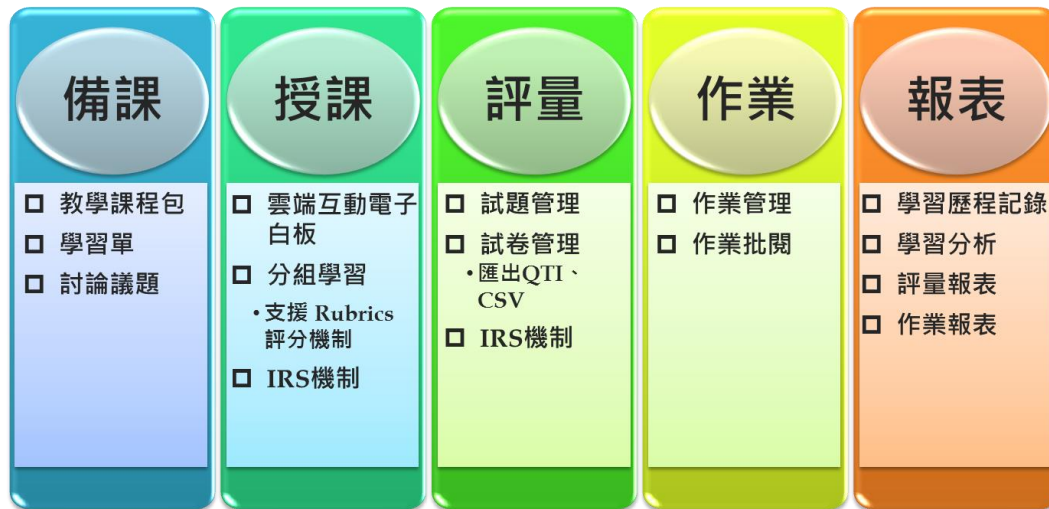 備課
□ 教學課程包
□ 學習單
□ 討論議題
授課
□ 雲端互動電子
白板
□ 分組學習
•支援 Rubrics
評分機制
□ IRS機制
評量
□ 試題管理
□ 試卷管理
•匯出QTI、
CSV
□ IRS機制
作業
□ 作業管理
□ 作業批閱
報表
□ 學習歷程記錄
□ 學習分析
□ 評量報表
□ 作業報表